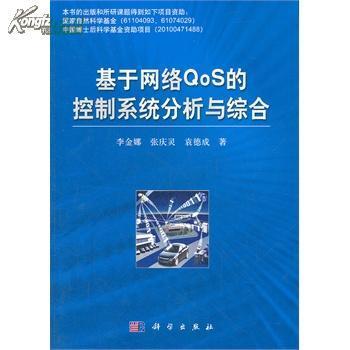 本书的出版和所研课题得到如下项目资助:
国家自然科学基金(61104093, 61074029)
中国博士后科学基金资助项目(20100471488)
基于网络QoS的
控制系统分析与综合
李金娜 张庆灵 袁德成 著
科学出版社